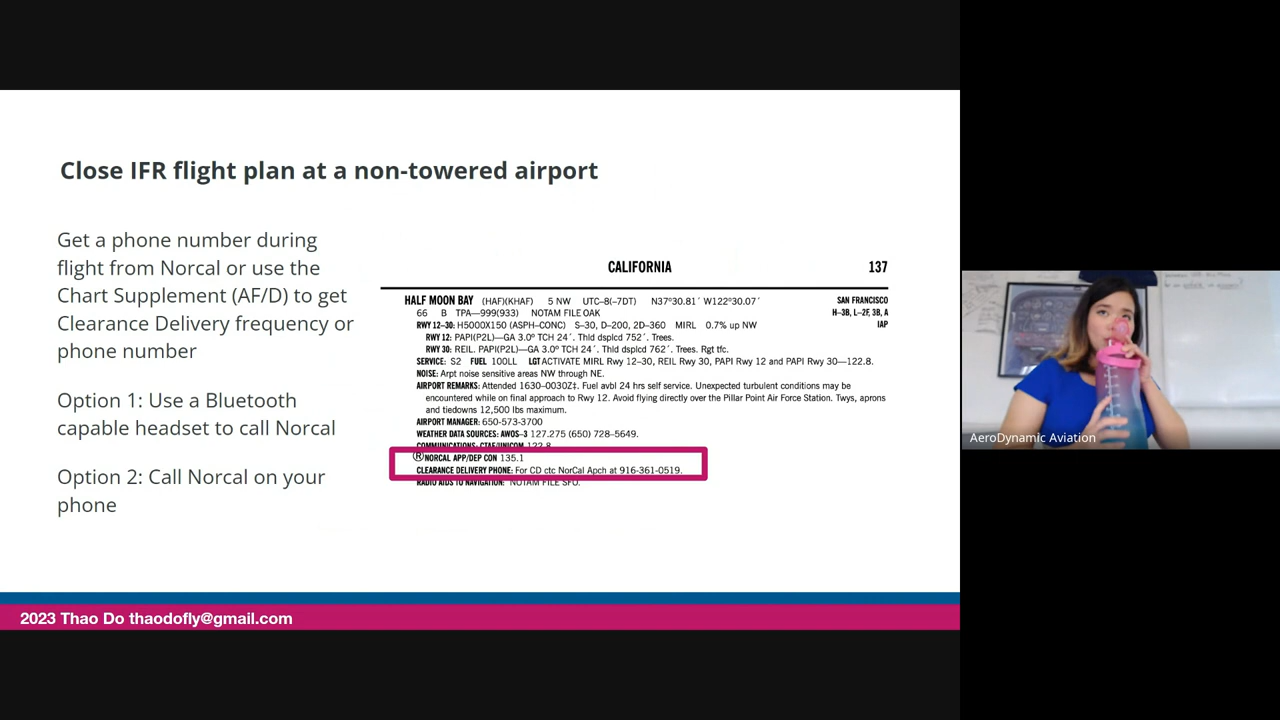 Close IFR flight plan at a non-towered airport
Get a phone number during
flight from Norcal or use the
Chart Supplement (AF/D) to get
Clearance Delivery frequency or
phone number
Option 1: Use a Bluetooth
capable headset to call Norcal
Option 2: Call Norcal on your
phone
CALIFORNIA 137
HALF MOON BAY (HAF)(KHAF) 5 NW UTC–8(–7DT) N37°30.81´ W122°30.07´ SAN FRANCISCO
66 B TPA—999(933) NOTAM FILE OAK H–3B, L–2F, 3B, A
RWY 12–30: H5000X150 (ASPH–CONC) S–30, D–200, 2D–360 MIRL 0.7% up NW IAP
RWY 12: PAPI(P2L)—GA 3.0° TCH 24´. Thld dsplcd 752´. Trees.
RWY 30: REIL. PAPI(P2L)—GA 3.0° TCH 24´. Thld dsplcd 762´. Trees. Rgt tfc.
SERVICE: S2 FUEL 100LL LGT ACTIVATE MIRL Rwy 12–30, REIL Rwy 30, PAPI Rwy 12 and PAPI Rwy 30—122.8.
NOISE: Arpt noise sensitive areas NW through NE.
AIRPORT REMARKS: Attended 1630–0030Z‡. Fuel avbl 24 hrs self service. Unexpected turbulent conditions may be
encountered while on final approach to Rwy 12. Avoid flying directly over the Pillar Point Air Force Station. Twys, aprons
and tiedowns 12,500 lbs maximum.
AIRPORT MANAGER: 650-573-3700
WEATHER DATA SOURCES: AWOS–3 127.275 (650) 728–5649.
COMMUNICATIONS: CTAF/UNICOM 122.8
ⓇNORCAL APP/DEP CON 135.1
CLEARANCE DELIVERY PHONE: For CD ctc NorCal Apch at 916-361-0519.
RADIO AIDS TO NAVIGATION: NOTAM FILE SFO.
AeroDynamic Aviation
2023 Thao Do thaodofly@gmail.com